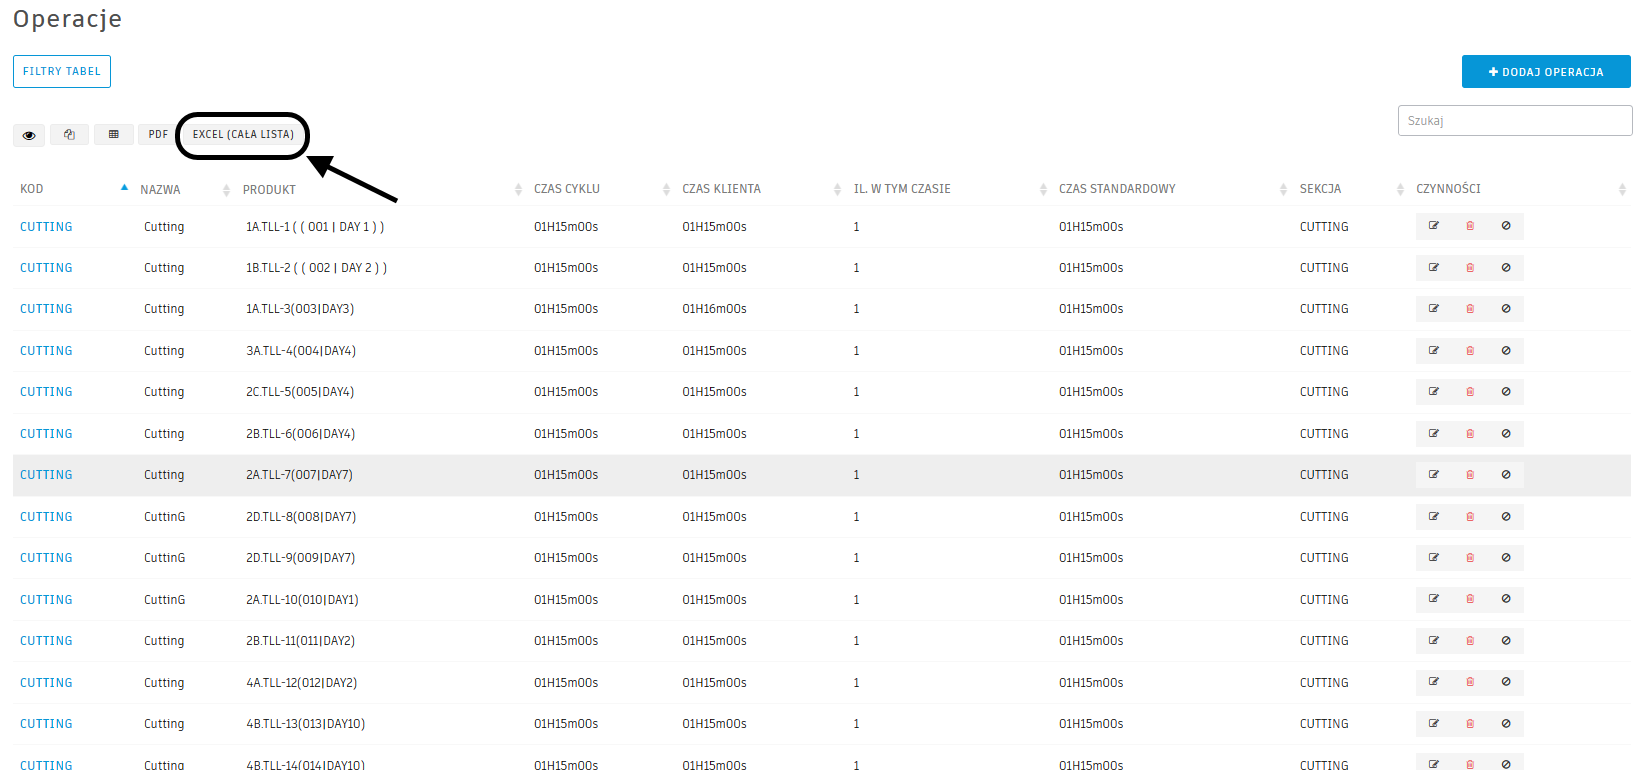 Operacje
FILTRY TABEL
DODAJ OPERACJA
Szukaj
PDF EXCEL (CAŁA LISTA)
KOD NAZWA PRODUKT CZAS CYKLU CZAS KLIENTA IL. W TYM CZASIE CZAS STANDARDOWY SEKCJA CZYNNOŚCI
CUTTING Cutting 1A.TLL-1 ( ( 001 | DAY 1 ) ) 01H15m00s 01H15m00s 1 01H15m00s CUTTING
CUTTING Cutting 1B.TLL-2 ( ( 002 | DAY 2 ) ) 01H15m00s 01H15m00s 1 01H15m00s CUTTING
CUTTING Cutting 1A.TLL-3(003|DAY3) 01H15m00s 01H16m00s 1 01H15m00s CUTTING
CUTTING Cutting 3A.TLL-4(004|DAY4) 01H15m00s 01H15m00s 1 01H15m00s CUTTING
CUTTING Cutting 2C.TLL-5(005|DAY4) 01H15m00s 01H15m00s 1 01H15m00s CUTTING
CUTTING Cutting 2B.TLL-6(006|DAY4) 01H15m00s 01H15m00s 1 01H15m00s CUTTING
CUTTING Cutting 2A.TLL-7(007|DAY7) 01H15m00s 01H15m00s 1 01H15m00s CUTTING
CUTTING CuttinG 2D.TLL-8(008|DAY7) 01H15m00s 01H15m00s 1 01H15m00s CUTTING
CUTTING CuttinG 2D.TLL-9(009|DAY7) 01H15m00s 01H15m00s 1 01H15m00s CUTTING
CUTTING CuttinG 2A.TLL-10(010|DAY1) 01H15m00s 01H15m00s 1 01H15m00s CUTTING
CUTTING Cutting 2B.TLL-11(011|DAY2) 01H15m00s 01H15m00s 1 01H15m00s CUTTING
CUTTING Cutting 4A.TLL-12(012|DAY2) 01H15m00s 01H15m00s 1 01H15m00s CUTTING
CUTTING Cutting 4B.TLL-13(013|DAY10) 01H15m00s 01H15m00s 1 01H15m00s CUTTING
CUTTING Cutting 4B.TLL-14(014|DAY10) 01H15m00s 01H15m00s 1 01H15m00s CUTTING